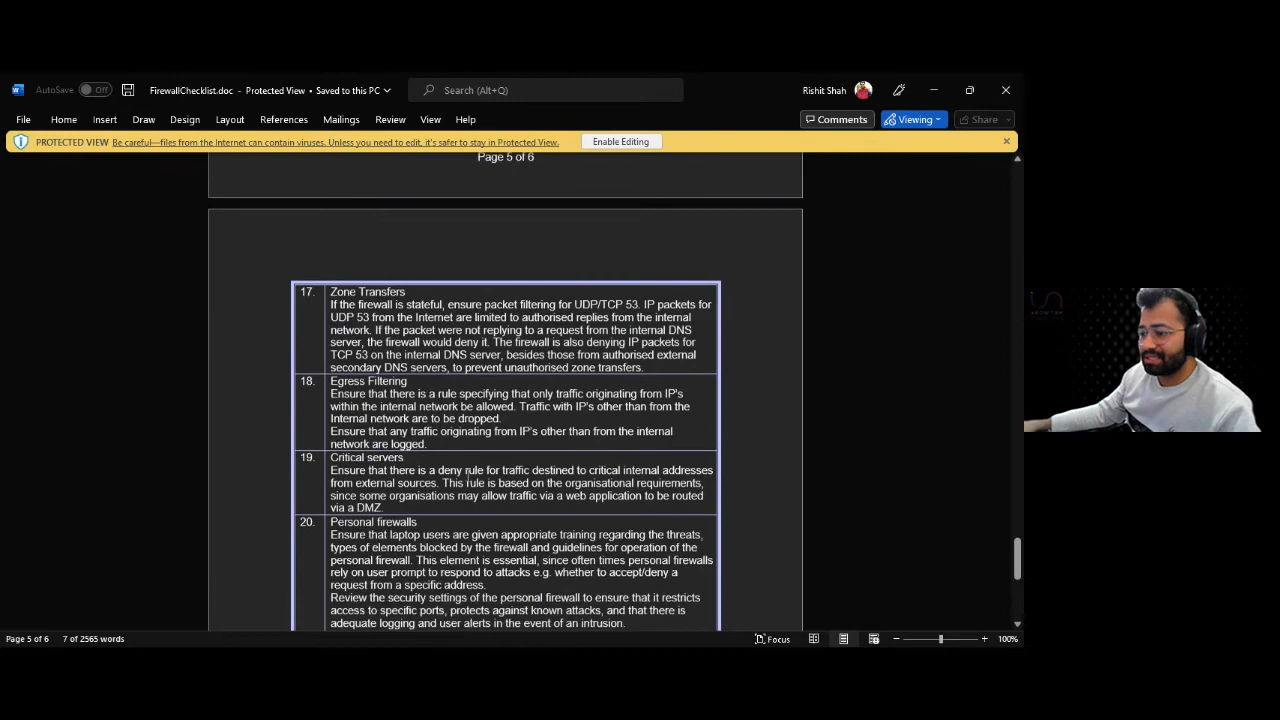 AutoSave Off FirewallChecklist.doc - Protected View • Saved to this PC Search (Alt+Q) Rishit Shah
File Home Insert Draw Design Layout References Mailings Review View Help Comments Viewing Share
PROTECTED VIEW Be careful—files from the Internet can contain viruses. Unless you need to edit, it's safer to stay in Protected View. Enable Editing
Page 5 of 6
17. Zone Transfers
If the firewall is stateful, ensure packet filtering for UDP/TCP 53. IP packets for
UDP 53 from the Internet are limited to authorised replies from the internal
network. If the packet were not replying to a request from the internal DNS
server, the firewall would deny it. The firewall is also denying IP packets for
TCP 53 on the internal DNS server, besides those from authorised external
secondary DNS servers, to prevent unauthorised zone transfers.
18. Egress Filtering
Ensure that there is a rule specifying that only traffic originating from IP's
within the internal network be allowed. Traffic with IP's other than from the
Internal network are to be dropped.
Ensure that any traffic originating from IP's other than from the internal
network are logged.
19. Critical servers
Ensure that there is a deny rule for traffic destined to critical internal addresses
from external sources. This rule is based on the organisational requirements,
since some organisations may allow traffic via a web application to be routed
via a DMZ.
20. Personal firewalls
Ensure that laptop users are given appropriate training regarding the threats,
types of elements blocked by the firewall and guidelines for operation of the
personal firewall. This element is essential, since often times personal firewalls
rely on user prompt to respond to attacks e.g. whether to accept/deny a
request from a specific address.
Review the security settings of the personal firewall to ensure that it restricts
access to specific ports, protects against known attacks, and that there is
adequate logging and user alerts in the event of an intrusion.
Page 5 of 6 7 of 2565 words Focus 100%